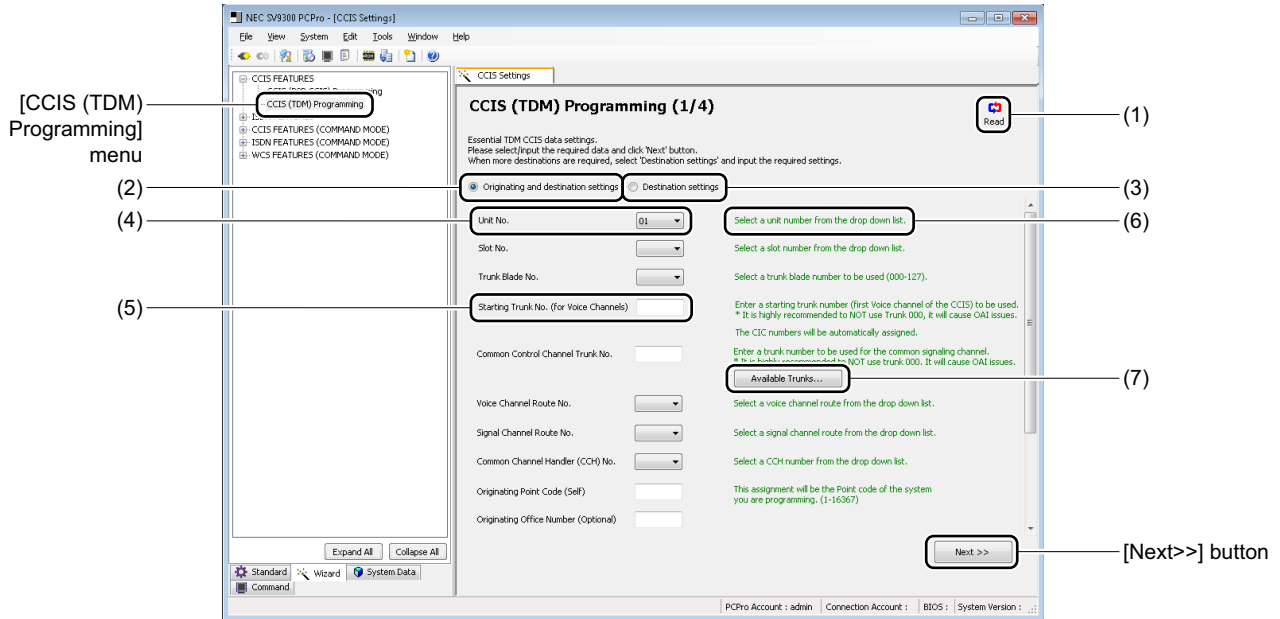 NEC SV9300 PCPro - [CCIS Settings]
File View System Edit Tools Window Help
CCIS FEATURES
CCIS (TDM) Programming
CCIS FEATURES (COMMAND MODE)
ISDN FEATURES (COMMAND MODE)
WCS FEATURES (COMMAND MODE)
Expand All Collapse All
Standard Wizard System Data
Command
CCIS Settings
CCIS (TDM) Programming (1/4)
Read
Essential TDM CCIS data settings.
Please select/input the required data and click 'Next' button.
When more destinations are required, select 'Destination settings' and input the required settings.
Originating and destination settings Destination settings
Unit No. 01 Select a unit number from the drop down list.
Slot No. Select a slot number from the drop down list.
Trunk Blade No. Select a trunk blade number to be used (000-127).
Starting Trunk No. (for Voice Channels) Enter a starting trunk number (first Voice channel of the CCIS) to be used.
* It is highly recommended to NOT use Trunk 000, it will cause OAI issues.
The CIC numbers will be automatically assigned.
Common Control Channel Trunk No. Enter a trunk number to be used for the common signaling channel.
* It is highly recommended to NOT use trunk 000. It will cause OAI issues.
Available Trunks...
Voice Channel Route No. Select a voice channel route from the drop down list.
Signal Channel Route No. Select a signal channel route from the drop down list.
Common Channel Handler (CCH) No. Select a CCH number from the drop down list.
Originating Point Code (Self) This assignment will be the Point code of the system
you are programming. (1-16367)
Originating Office Number (Optional)
Next >>
PCPro Account : admin Connection Account : BIOS : System Version :
[CCIS (TDM)
Programming]
menu
(1)
(2)
(3)
(4)
(6)
(5)
(7)
[Next>>] button